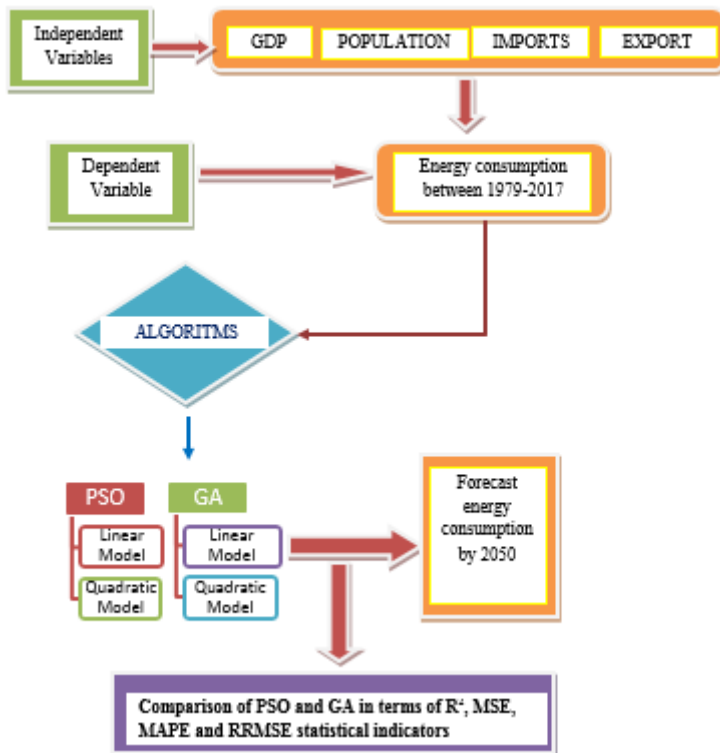 Independent
Variables
GDP
POPULATION
IMPORTS
EXPORT
Dependent
Variable
Energy consumption
between 1979-2017
ALGORITMS
PSO
Linear
Model
Quadratic
Model
GA
Linear
Model
Quadratic
Model
Forecast
energy
consumption
by 2050
Comparison of PSO and GA in terms of R², MSE,
MAPE and RRMSE statistical indicators